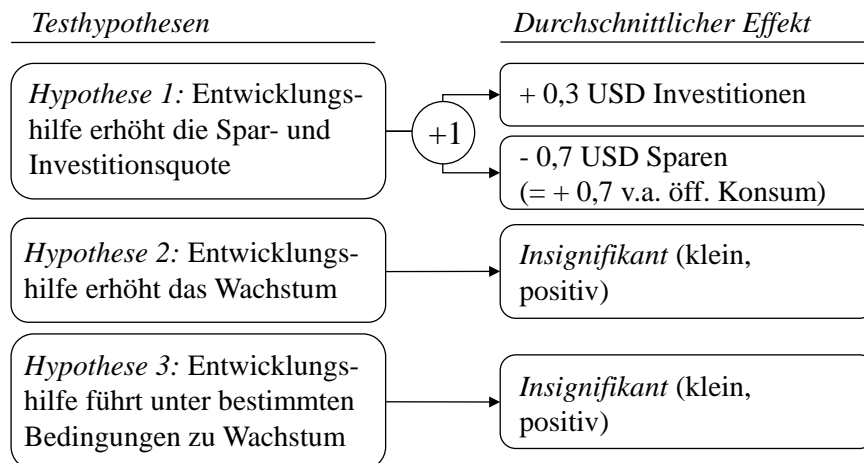 Testhypothesen
Durchschnittlicher Effekt
Hypothese 1: Entwicklungs-
hilfe erhöht die Spar- und
Investitionsquote
+1
+ 0,3 USD Investitionen
- 0,7 USD Sparen
(= + 0,7 v.a. öff. Konsum)
Hypothese 2: Entwicklungs-
hilfe erhöht das Wachstum
Insignifikant (klein,
positiv)
Hypothese 3: Entwicklungs-
hilfe führt unter bestimmten
Bedingungen zu Wachstum
Insignifikant (klein,
positiv)